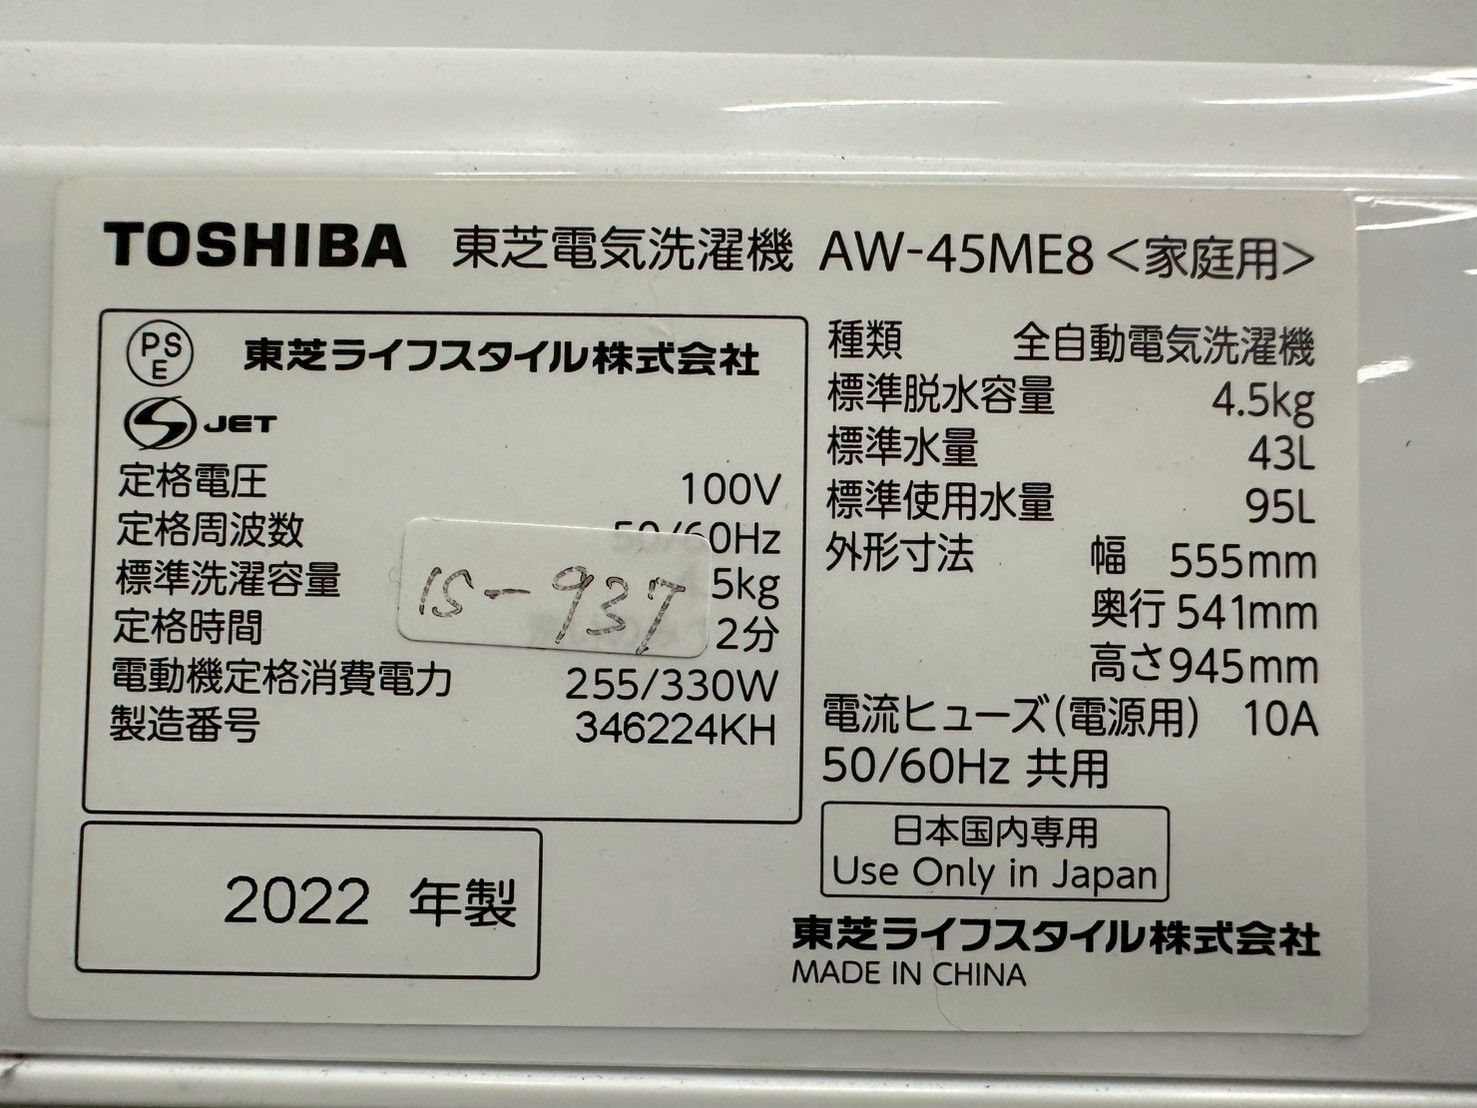 TOSHIBA 東芝電気洗濯機 AW-45ME8<家庭用>
PSE 東芝ライフスタイル株式会社
S JET
定格電圧 100V
定格周波数 50/60Hz
標準洗濯容量 5kg
定格時間 2分
電動機定格消費電力 255/330W
製造番号 346224KH
IS-937
2022 年製
種類 全自動電気洗濯機
標準脱水容量 4.5kg
標準水量 43L
標準使用水量 95L
外形寸法 幅 555mm
奥行 541mm
高さ945mm
電流ヒューズ(電源用) 10A
50/60Hz 共用
日本国内専用
Use Only in Japan
東芝ライフスタイル株式会社
MADE IN CHINA